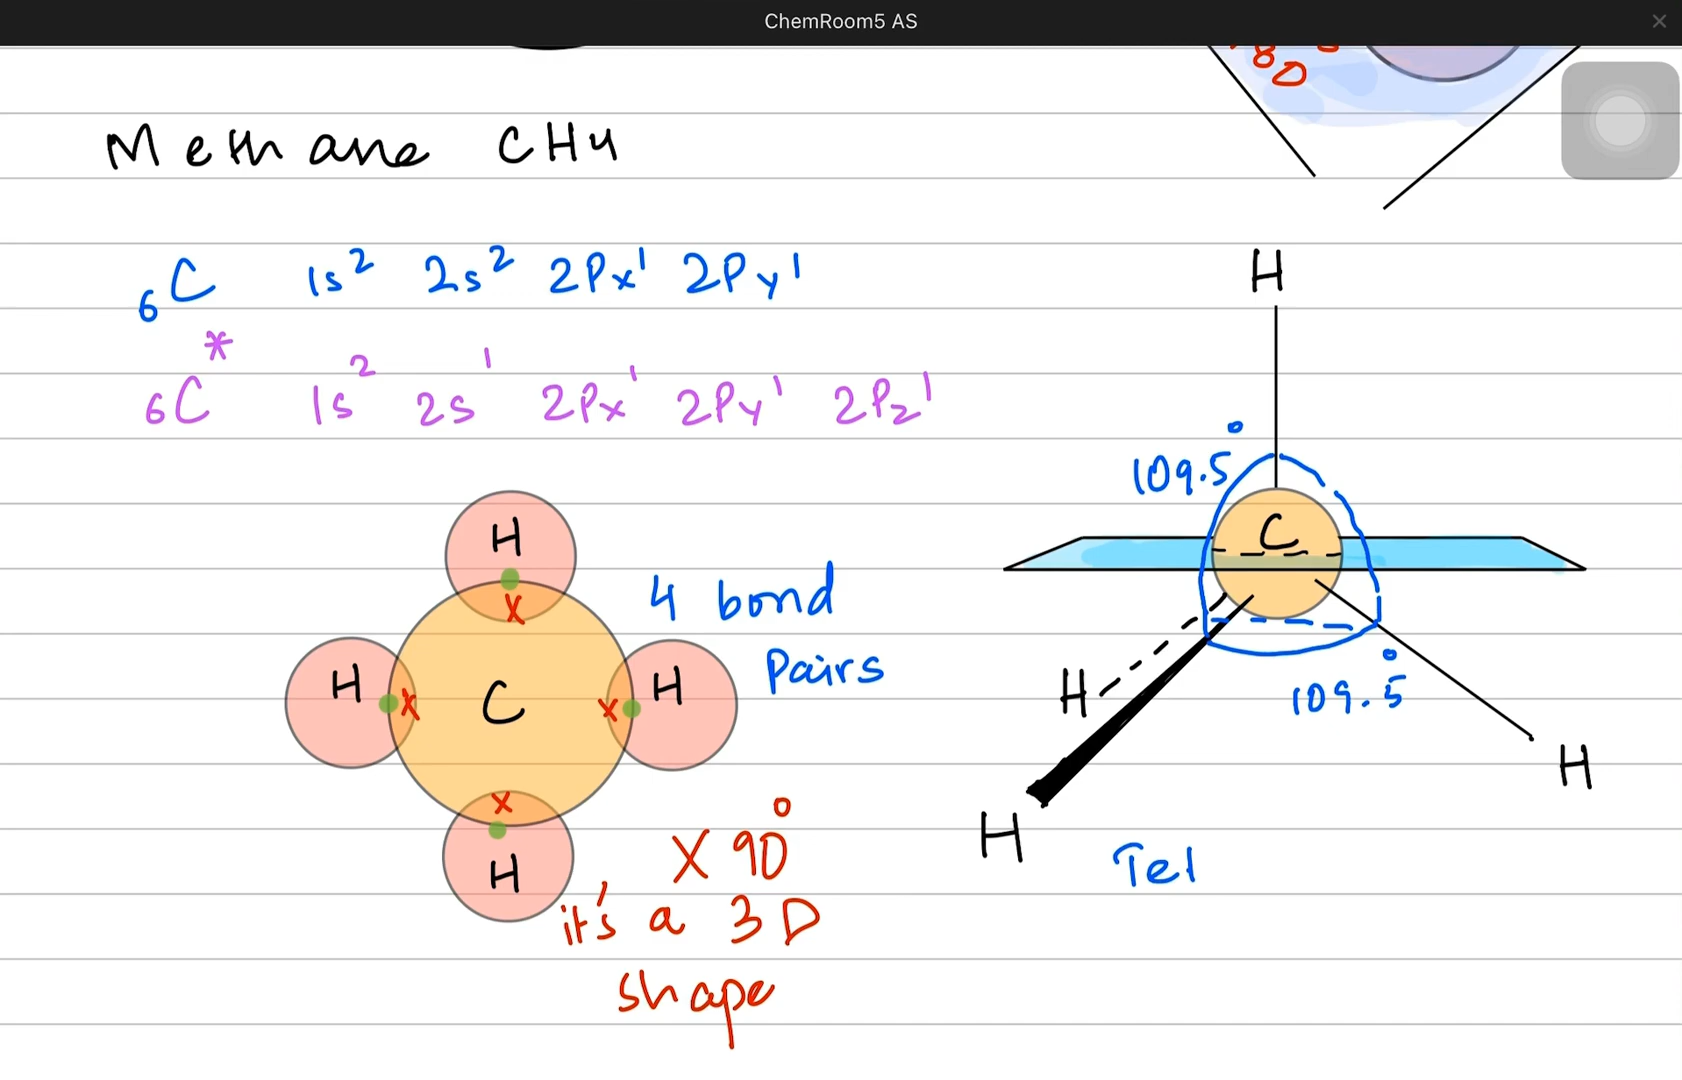 ChemRoom5 AS
80
Methane CH4
6C 1s² 2s² 2Px¹ 2Py¹
6C* 1s² 2s¹ 2Px¹ 2Py¹ 2Pz¹
H
H
C
H
H
x
x
x
x
4 bond
Pairs
X 90°
it's a 3D
shape
H
109.5°
C
109.5°
H
H
H
Tel